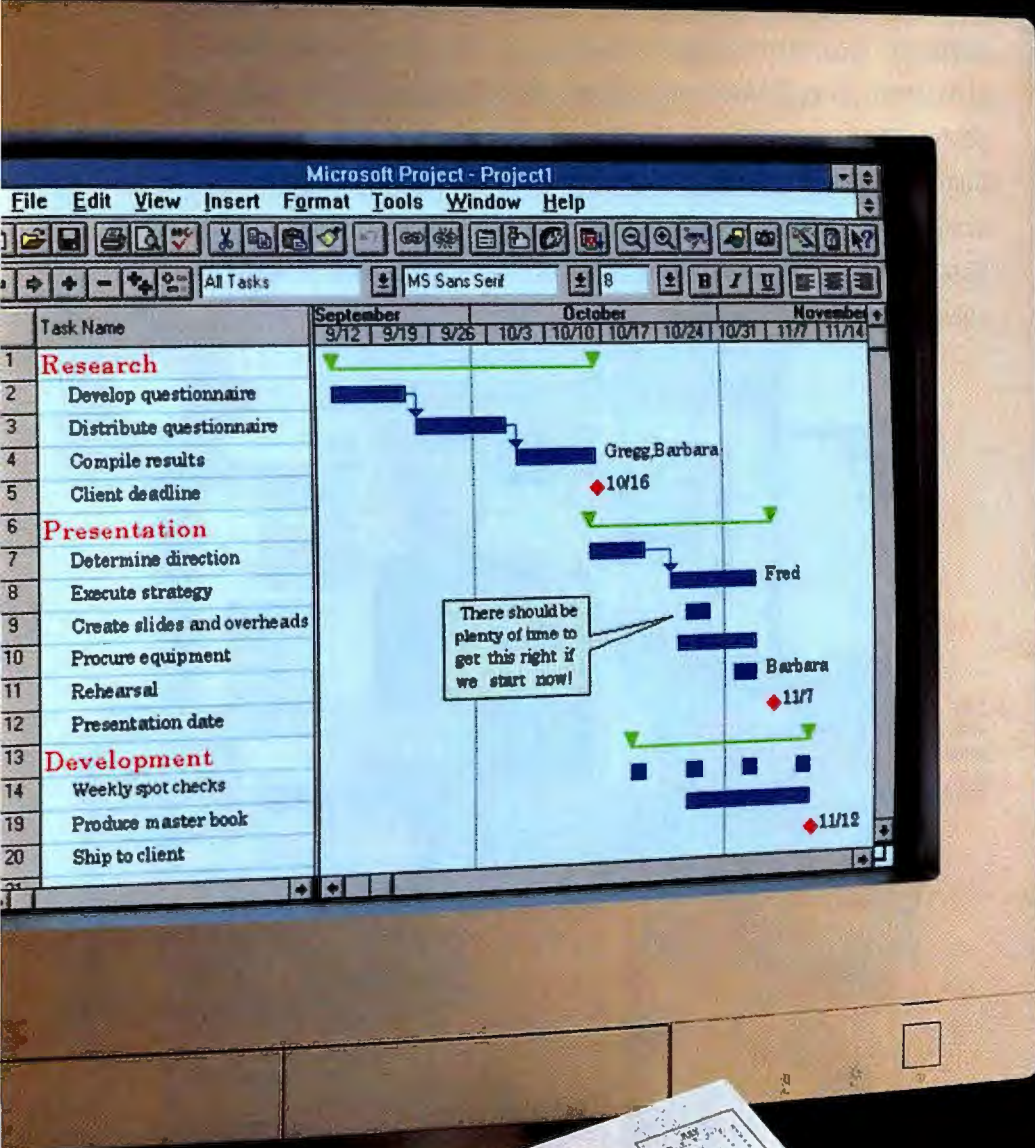 Microsoft Project - Project1
File Edit View Insert Format Tools Window Help
All Tasks MS Sans Serif 8 B I U
Task Name
September October November
9/12 9/19 9/26 10/3 10/10 10/17 10/24 10/31 11/7 11/14
1 Research
2 Develop questionnaire
3 Distribute questionnaire
4 Compile results Gregg,Barbara
5 Client deadline 10/16
6 Presentation
7 Determine direction
8 Execute strategy Fred
9 Create slides and overheads
10 Procure equipment
11 Rehearsal Barbara
12 Presentation date 11/7
There should be
plenty of time to
get this right if
we start now!
13 Development
14 Weekly spot checks
19 Produce master book
20 Ship to client 11/12
21